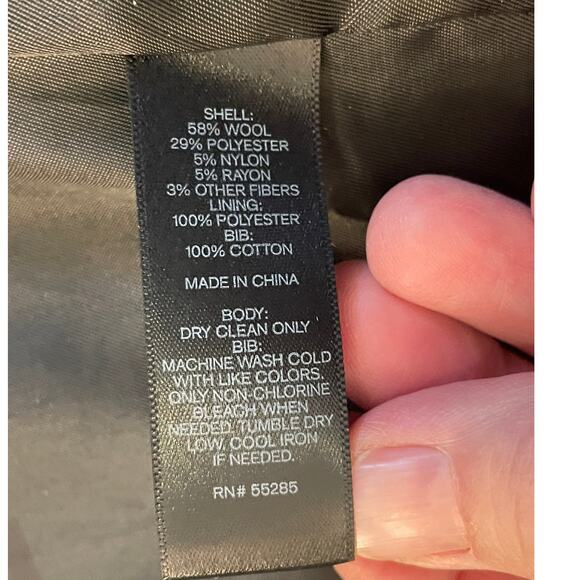 SHELL:
58% WOOL
29% POLYESTER
5% NYLON
5% RAYON
3% OTHER FIBERS
LINING:
100% POLYESTER
BIB:
100% COTTON
MADE IN CHINA
BODY:
DRY CLEAN ONLY
BIB:
MACHINE WASH COLD
WITH LIKE COLORS.
ONLY NON-CHLORINE
BLEACH WHEN
NEEDED. TUMBLE DRY
LOW, COOL IRON
IF NEEDED.
RN# 55285